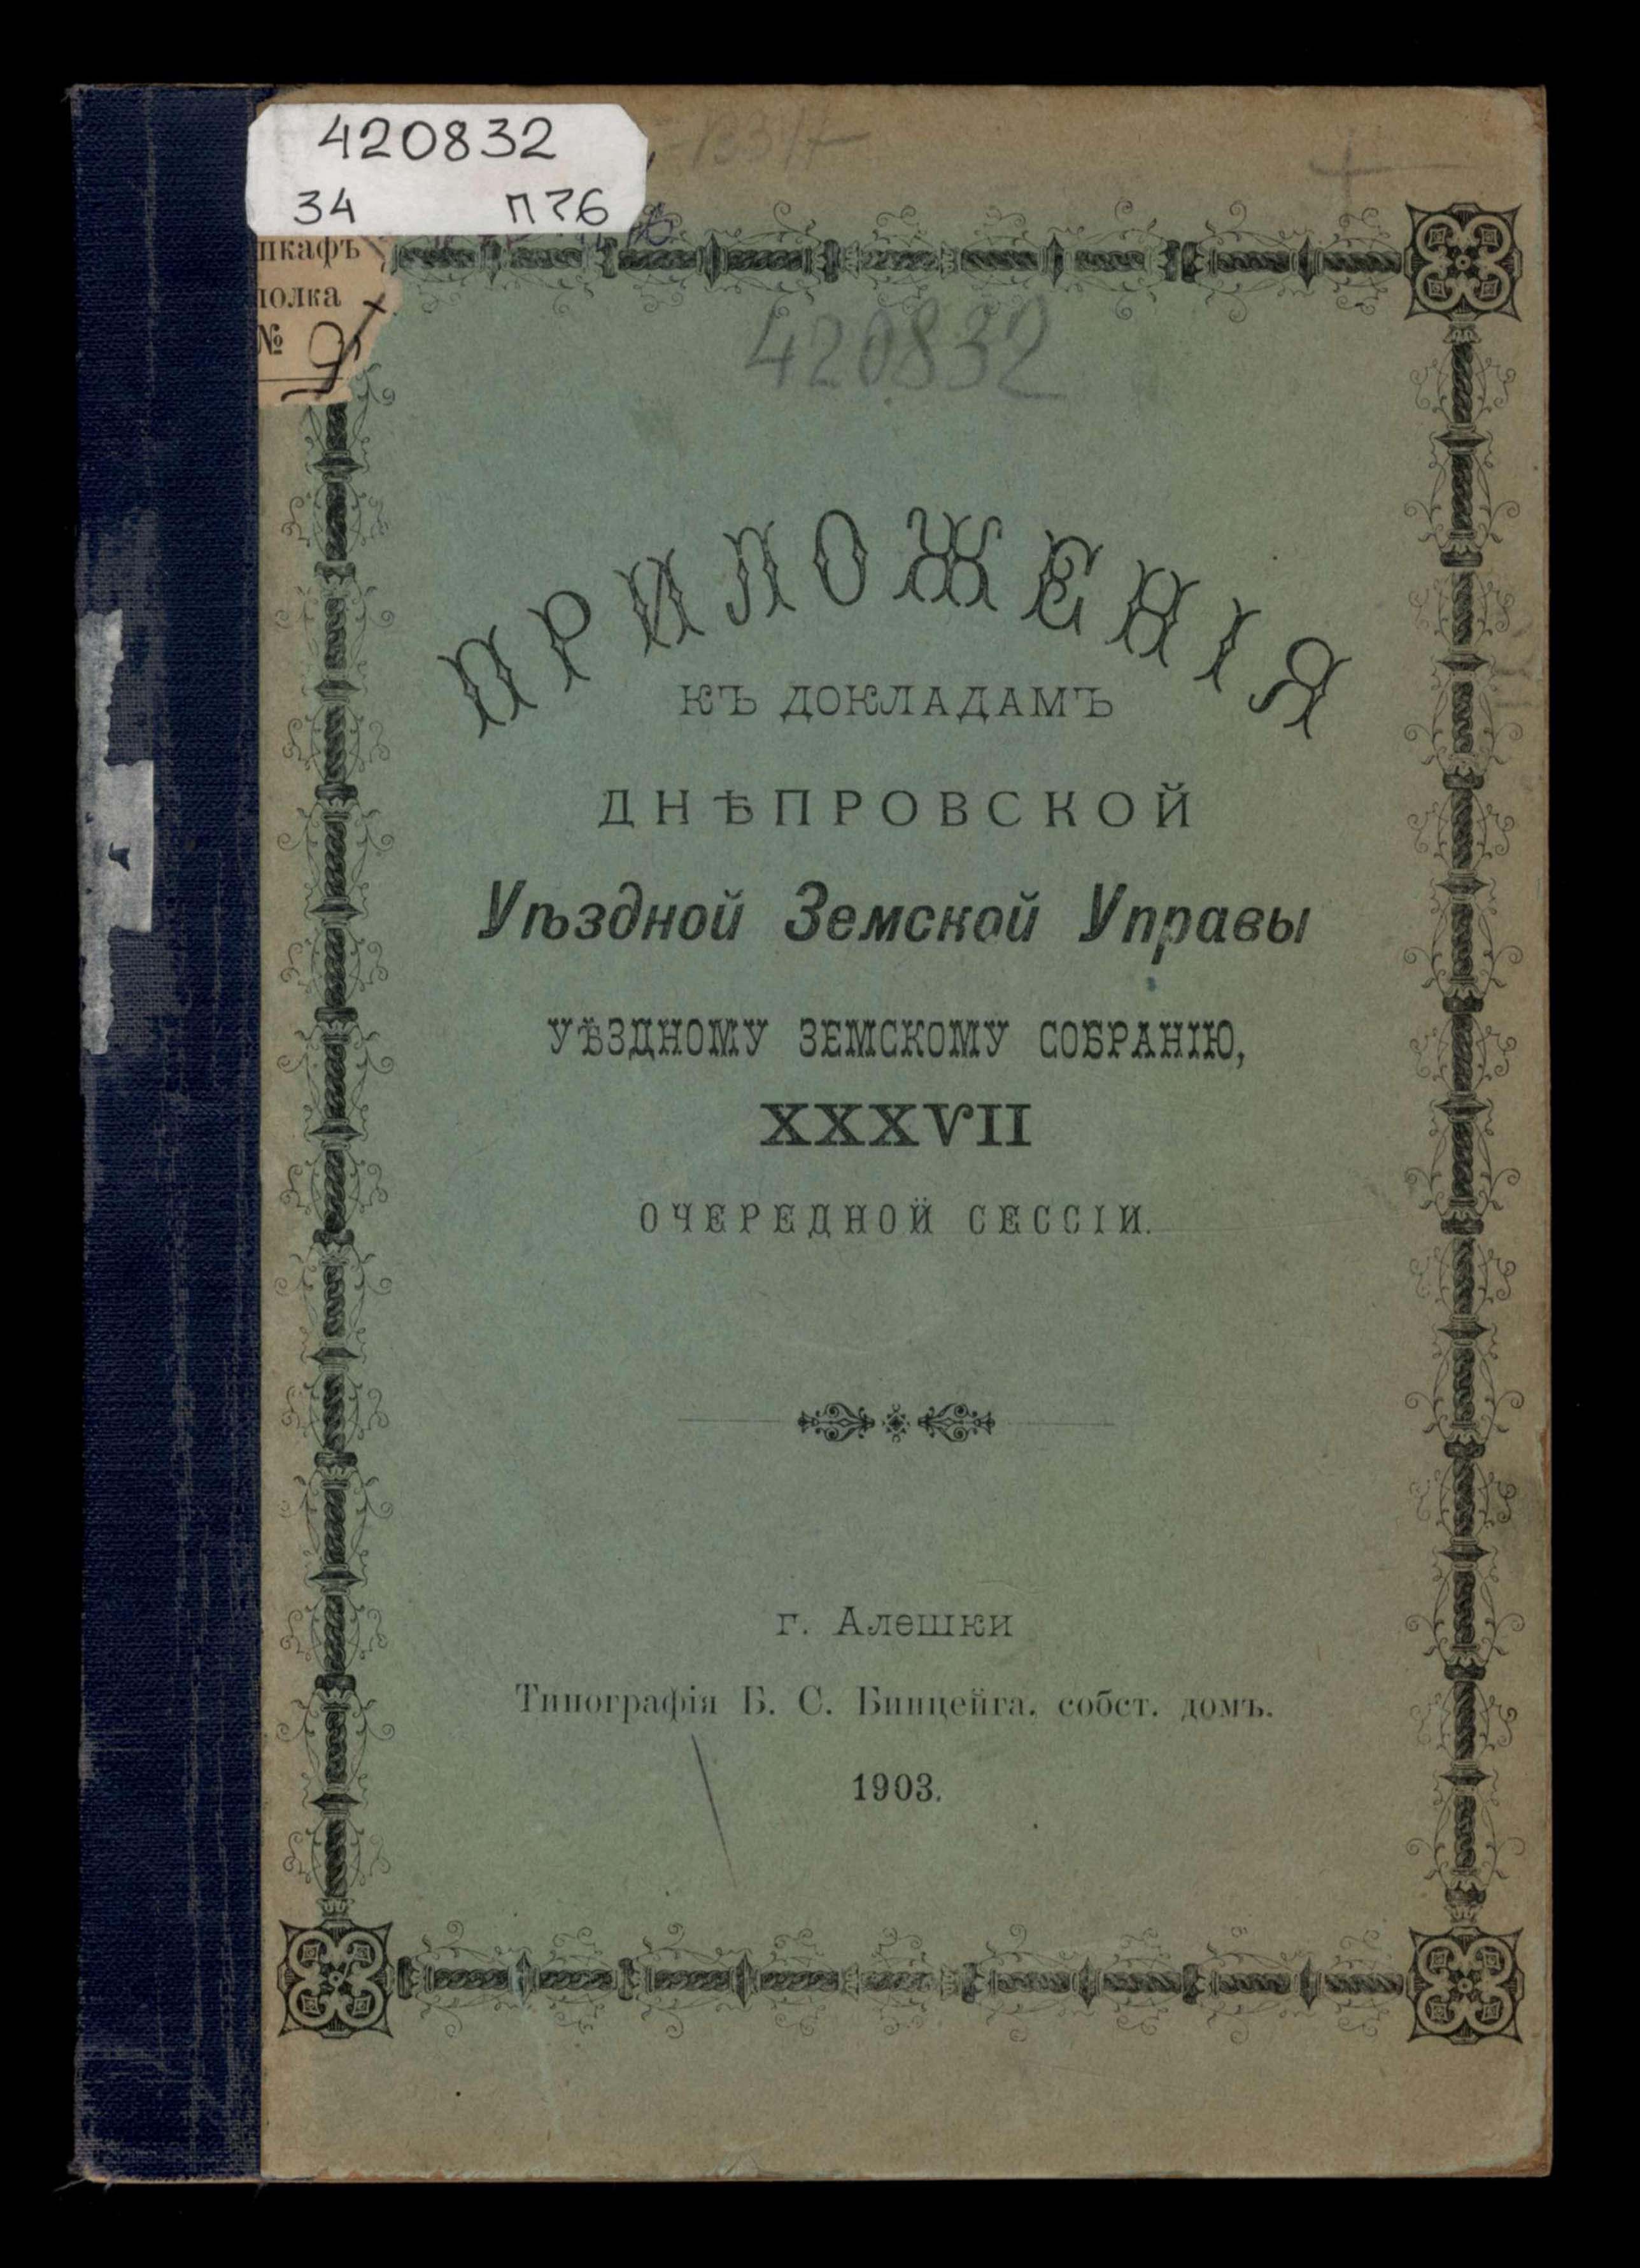 420832
34 П76
шкафъ
полка
№ 9
420832
ПРИЛОЖЕНІЯ
КЪ ДОКЛАДАМЪ
ДНѢПРОВСКОЙ
Уѣздной Земской Управы
УѢЗДНОМУ ЗЕМСКОМУ СОБРАНІЮ,
XXXVII
ОЧЕРЕДНОЙ СЕССІИ.
г. Алешки
Типографія Б. С. Бинцейга, собст. домъ.
1903.